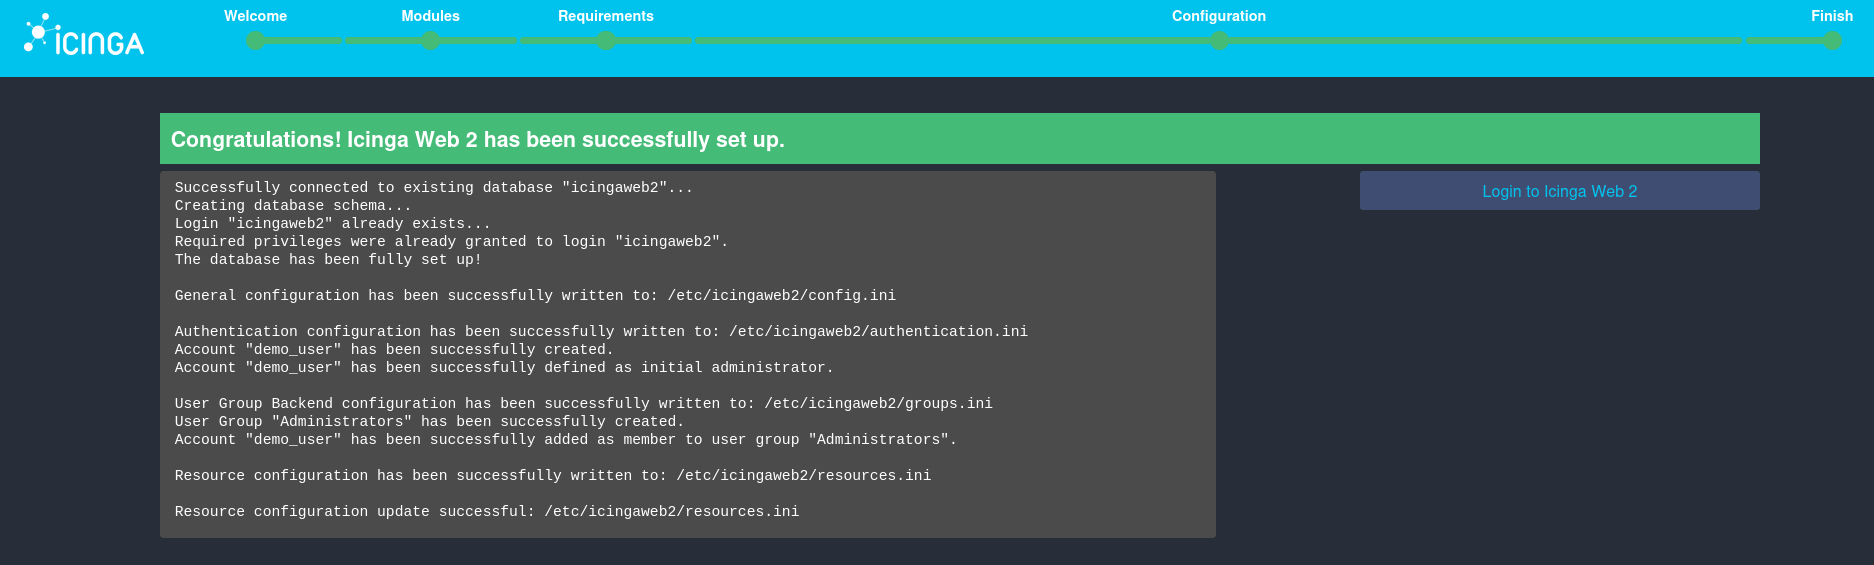 ICINGA
Welcome
Modules
Requirements
Configuration
Finish
Congratulations! Icinga Web 2 has been successfully set up.
Successfully connected to existing database "icingaweb2"...
Creating database schema...
Login "icingaweb2" already exists...
Required privileges were already granted to login "icingaweb2".
The database has been fully set up!
General configuration has been successfully written to: /etc/icingaweb2/config.ini
Authentication configuration has been successfully written to: /etc/icingaweb2/authentication.ini
Account "demo_user" has been successfully created.
Account "demo_user" has been successfully defined as initial administrator.
User Group Backend configuration has been successfully written to: /etc/icingaweb2/groups.ini
User Group "Administrators" has been successfully created.
Account "demo_user" has been successfully added as member to user group "Administrators".
Resource configuration has been successfully written to: /etc/icingaweb2/resources.ini
Resource configuration update successful: /etc/icingaweb2/resources.ini
Login to Icinga Web 2